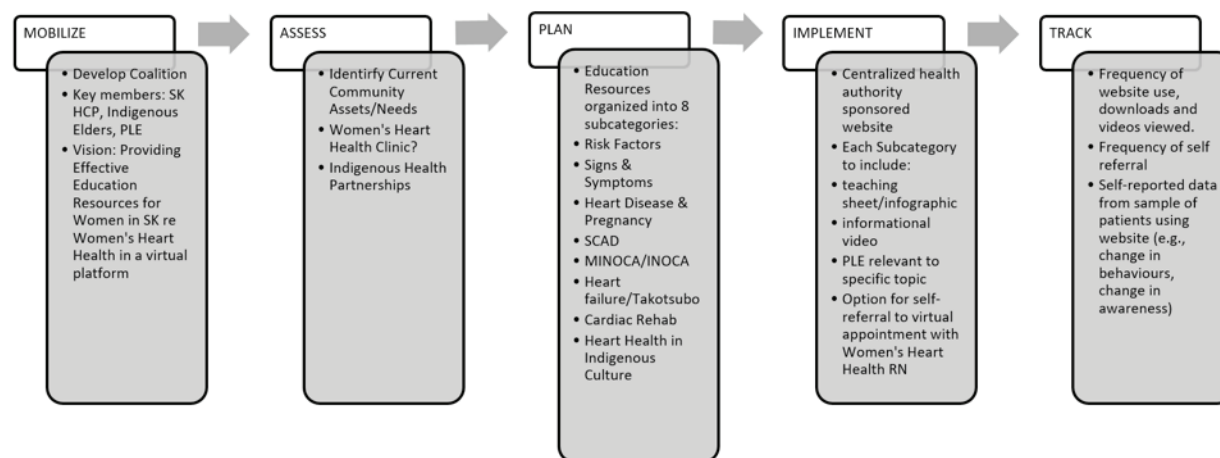 MOBILIZE
• Develop Coalition
• Key members: SK
HCP, Indigenous
Elders, PLE
• Vision: Providing
Effective
Education
Resources for
Women in SK re
Women's Heart
Health in a virtual
platform
ASSESS
• Identirfy Current
Community
Assets/Needs
• Women's Heart
Health Clinic?
• Indigenous Health
Partnerships
PLAN
• Education
Resources
organized into 8
subcategories:
• Risk Factors
• Signs &
Symptoms
• Heart Disease &
Pregnancy
• SCAD
• MINOCA/INOCA
• Heart
failure/Takotsubo
• Cardiac Rehab
• Heart Health in
Indigenous
Culture
IMPLEMENT
• Centralized health
authority
sponsored
website
• Each Subcategory
to include:
• teaching
sheet/infographic
• informational
video
• PLE relevant to
specific topic
• Option for self-
referral to virtual
appointment with
Women's Heart
Health RN
TRACK
• Frequency of
website use,
downloads and
videos viewed.
• Frequency of self
referral
• Self-reported data
from sample of
patients using
website (e.g.,
change in
behaviours,
change in
awareness)